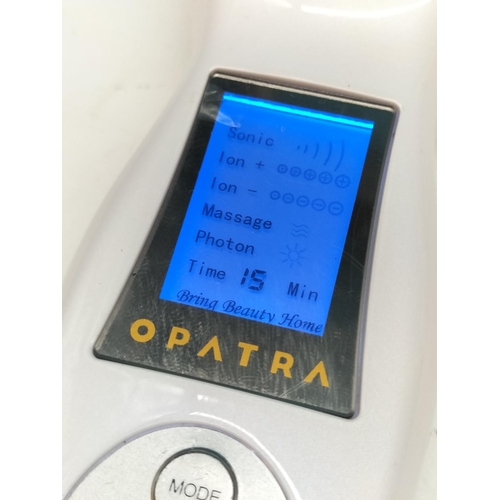 Sonic
Ion +
Ion -
Massage
Photon
Time 15 Min
Bring Beauty Home
OPATRA
MODE